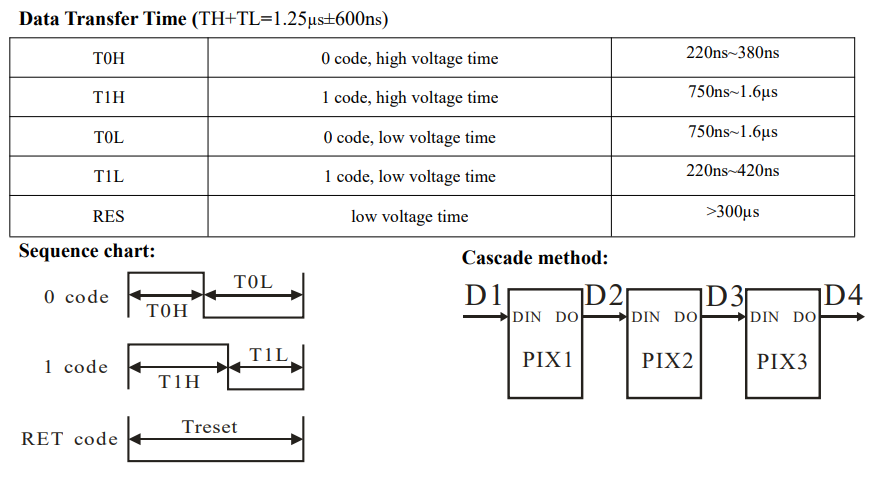 Data Transfer Time (TH+TL=1.25µs±600ns)
T0H 0 code, high voltage time 220ns~380ns
T1H 1 code, high voltage time 750ns~1.6µs
T0L 0 code, low voltage time 750ns~1.6µs
T1L 1 code, low voltage time 220ns~420ns
RES low voltage time >300µs
Sequence chart:
0 code T0H T0L
1 code T1H T1L
RET code Treset
Cascade method:
D1 D2 D3 D4
DIN DO DIN DO DIN DO
PIX1 PIX2 PIX3